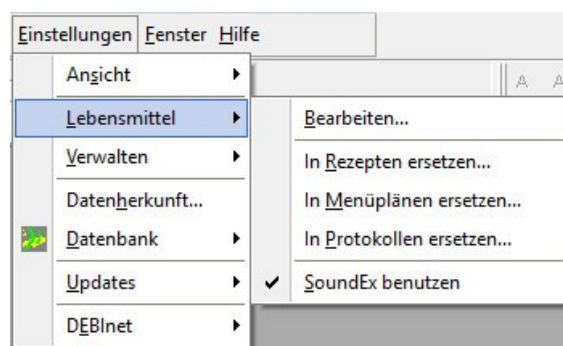 Einstellungen Fenster Hilfe
Ansicht
A A
Lebensmittel
Bearbeiten...
Verwalten
In Rezepten ersetzen...
Datenherkunft...
In Menüplänen ersetzen...
Datenbank
In Protokollen ersetzen...
Updates
SoundEx benutzen
DEBInet